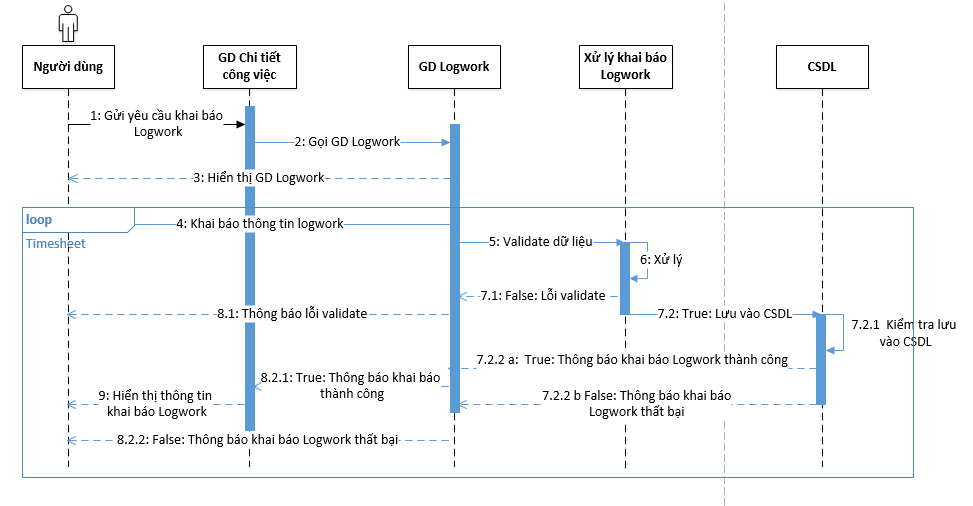 Người dùng
GD Chi tiết
công việc
GD Logwork
Xử lý khai báo
Logwork
CSDL
1: Gửi yêu cầu khai báo
Logwork
2: Gọi GD Logwork
3: Hiển thị GD Logwork
loop
Timesheet
4: Khai báo thông tin logwork
5: Validate dữ liệu
6: Xử lý
7.1: False: Lỗi validate
8.1: Thông báo lỗi validate
7.2: True: Lưu vào CSDL
7.2.1 Kiểm tra lưu
vào CSDL
7.2.2 a: True: Thông báo khai báo Logwork thành công
8.2.1: True: Thông báo khai báo
thành công
9: Hiển thị thông tin
khai báo Logwork
7.2.2 b False: Thông báo khai báo
Logwork thất bại
8.2.2: False: Thông báo khai báo Logwork thất bại